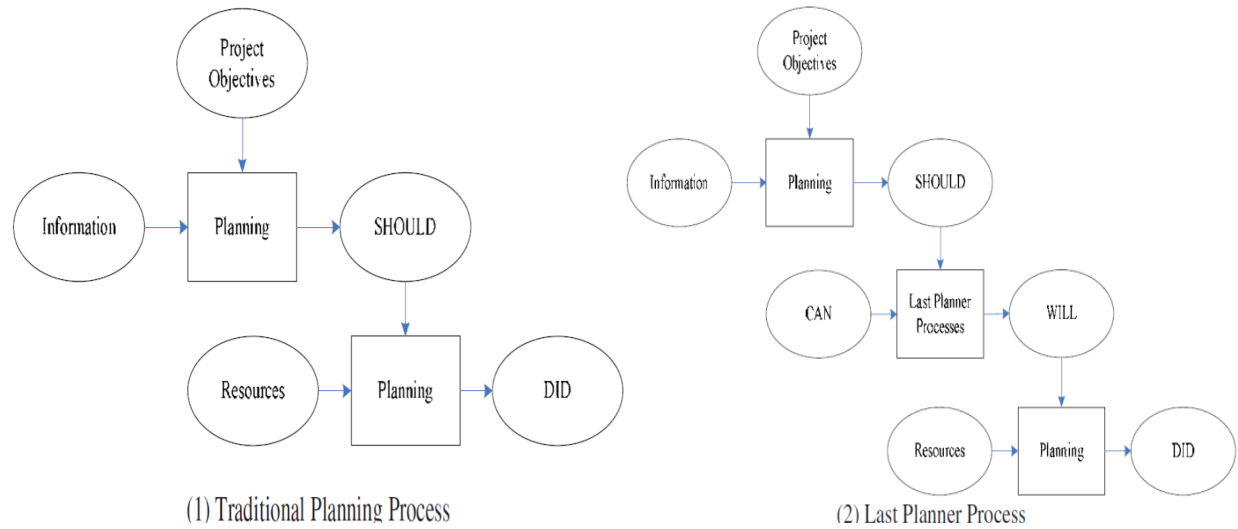 Project
Objectives
Information
Planning
SHOULD
Resources
Planning
DID
(1) Traditional Planning Process
Project
Objectives
Information
Planning
SHOULD
CAN
Last Planner
Processes
WILL
Resources
Planning
DID
(2) Last Planner Process